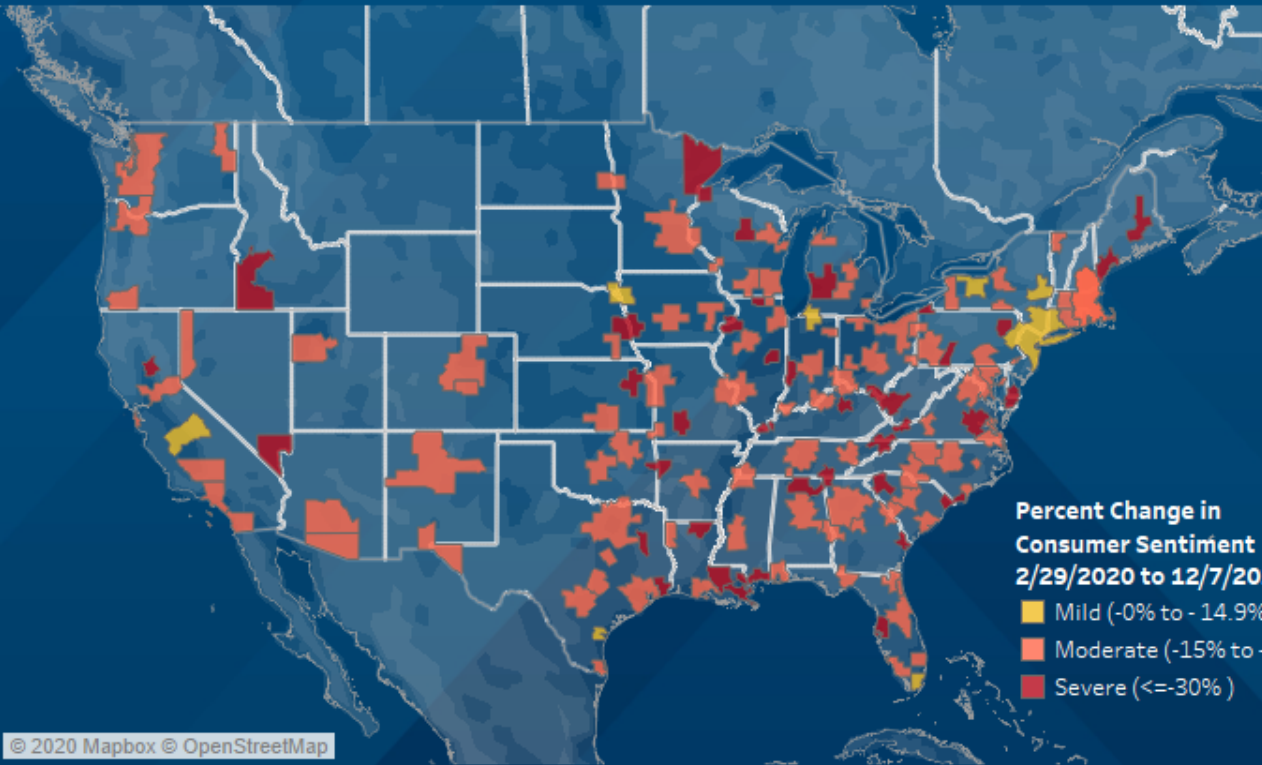 Percent Change in
Consumer Sentiment
2/29/2020 to 12/7/20
Mild (-0% to - 14.9%
Moderate (-15% to -
Severe (<=-30% )
© 2020 Mapbox © OpenStreetMap